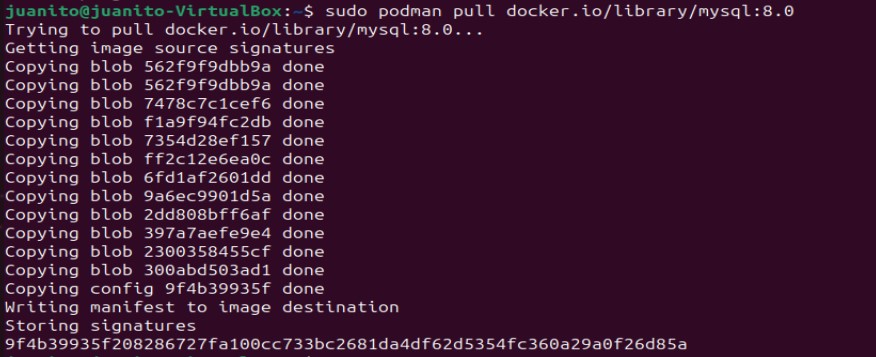 juanito@juanito-VirtualBox:~$ sudo podman pull docker.io/library/mysql:8.0
Trying to pull docker.io/library/mysql:8.0...
Getting image source signatures
Copying blob 562f9f9dbb9a done
Copying blob 562f9f9dbb9a done
Copying blob 7478c7c1cef6 done
Copying blob f1a9f94fc2db done
Copying blob 7354d28ef157 done
Copying blob ff2c12e6ea0c done
Copying blob 6fd1af2601dd done
Copying blob 9a6ec9901d5a done
Copying blob 2dd808bff6af done
Copying blob 397a7aefe9e4 done
Copying blob 2300358455cf done
Copying blob 300abd503ad1 done
Copying config 9f4b39935f done
Writing manifest to image destination
Storing signatures
9f4b39935f208286727fa100cc733bc2681da4df62d5354fc360a29a0f26d85a